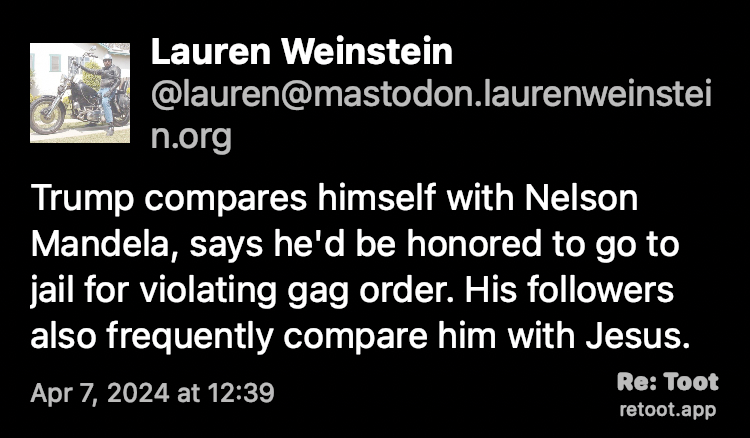 Lauren Weinstein
@lauren@mastodon.laurenweinstei
n.org
Trump compares himself with Nelson
Mandela, says he'd be honored to go to
jail for violating gag order. His followers
also frequently compare him with Jesus.
Apr 7, 2024 at 12:39
Re: Toot
retoot.app